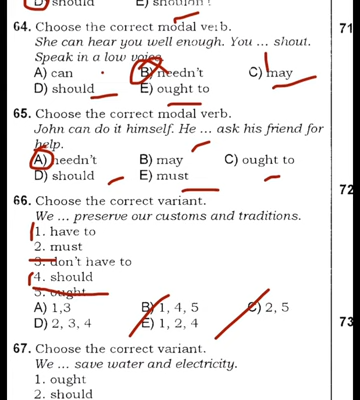 D) should E) shouldn't
64. Choose the correct modal verb. 71
She can hear you well enough. You ... shout.
Speak in a low voice.
A) can B) needn't C) may
D) should E) ought to
65. Choose the correct modal verb.
John can do it himself. He ... ask his friend for
help.
A) needn't B) may C) ought to
D) should E) must
72
66. Choose the correct variant.
We ... preserve our customs and traditions.
1. have to
2. must
3. don't have to
4. should
5. ought
A) 1,3 B) 1, 4, 5 C) 2, 5
D) 2, 3, 4 E) 1, 2, 4 73
67. Choose the correct variant.
We ... save water and electricity.
1. ought
2. should